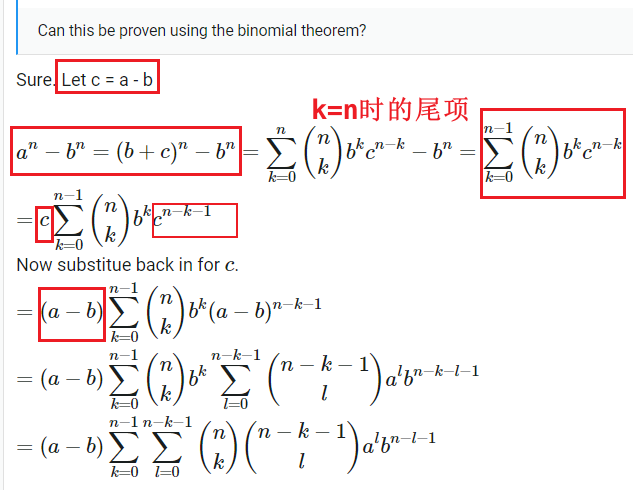 Can this be proven using the binomial theorem?
Sure. Let c = a - b
k=n时的尾项
$a^n - b^n = (b + c)^n - b^n = \sum_{k=0}^{n} \binom{n}{k} b^k c^{n-k} - b^n = \sum_{k=0}^{n-1} \binom{n}{k} b^k c^{n-k}$
$= c \sum_{k=0}^{n-1} \binom{n}{k} b^k c^{n-k-1}$
Now substitue back in for c.
$= (a - b) \sum_{k=0}^{n-1} \binom{n}{k} b^k (a - b)^{n-k-1}$
$= (a - b) \sum_{k=0}^{n-1} \binom{n}{k} b^k \sum_{l=0}^{n-k-1} \binom{n-k-1}{l} a^l b^{n-k-l-1}$
$= (a - b) \sum_{k=0}^{n-1} \sum_{l=0}^{n-k-1} \binom{n}{k} \binom{n-k-1}{l} a^l b^{n-l-1}$